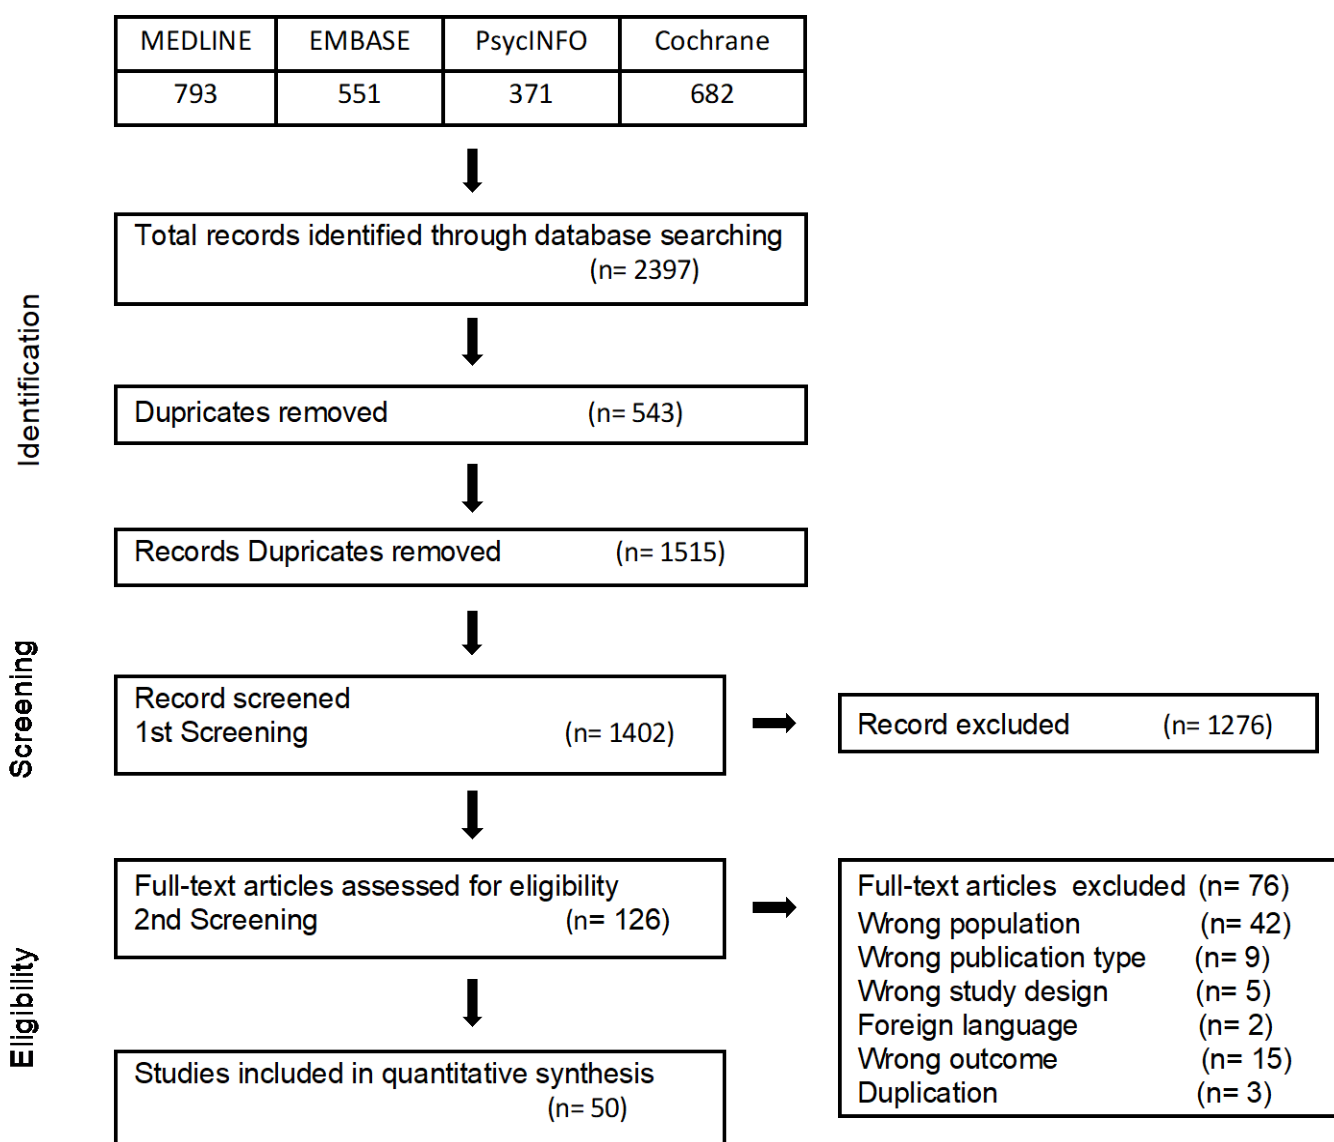 MEDLINE EMBASE PsycINFO Cochrane
793 551 371 682
Total records identified through database searching
(n= 2397)
Identification
Dupricates removed (n= 543)
Records Dupricates removed (n= 1515)
Screening
Record screened
1st Screening (n= 1402)
Record excluded (n= 1276)
Eligibility
Full-text articles assessed for eligibility
2nd Screening (n= 126)
Full-text articles excluded (n= 76)
Wrong population (n= 42)
Wrong publication type (n= 9)
Wrong study design (n= 5)
Foreign language (n= 2)
Wrong outcome (n= 15)
Duplication (n= 3)
Studies included in quantitative synthesis
(n= 50)